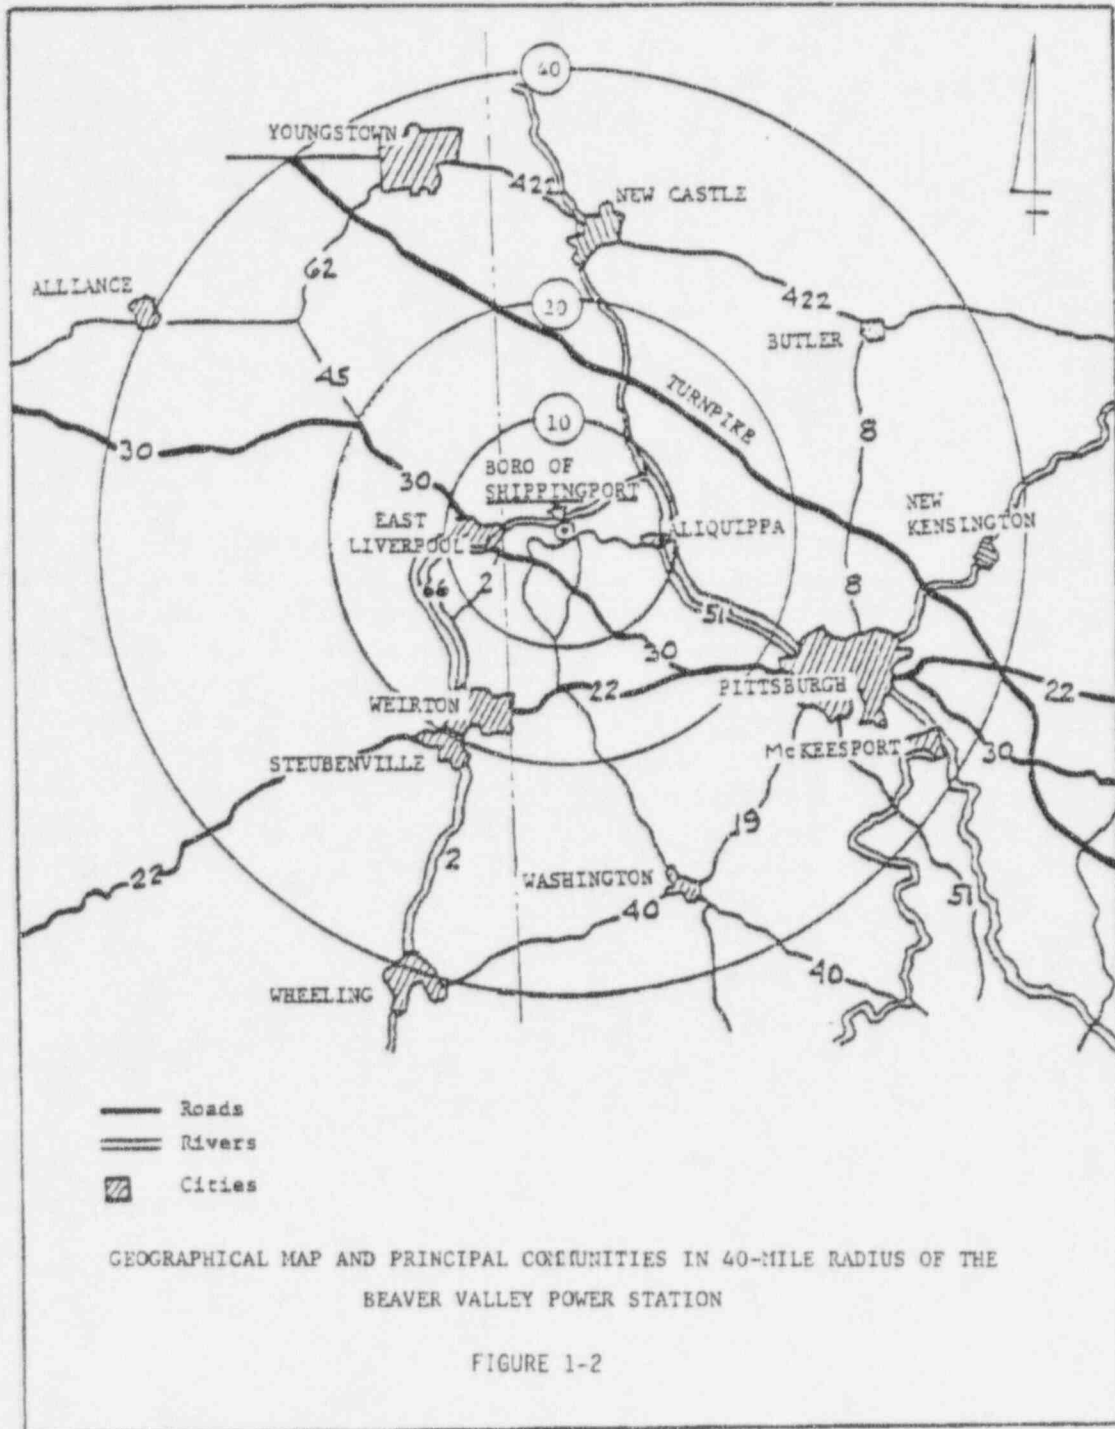 40
YOUNGSTOWN
422
NEW CASTLE
62
ALLIANCE
20
422
BUTLER
45
TURNPIKE
10
8
30
BORO OF
SHIPPINGPORT
30
NEW
KENSINGTON
EAST
LIVERPOOL
ALIQUIPPA
66
2
8
51
30
22
PITTSBURGH
22
WEIRTON
McKEESPORT
30
STEUBENVILLE
19
2
22
WASHINGTON
40
51
40
WHEELING
Roads
Rivers
Cities
GEOGRAPHICAL MAP AND PRINCIPAL COMMUNITIES IN 40-MILE RADIUS OF THE
BEAVER VALLEY POWER STATION
FIGURE 1-2